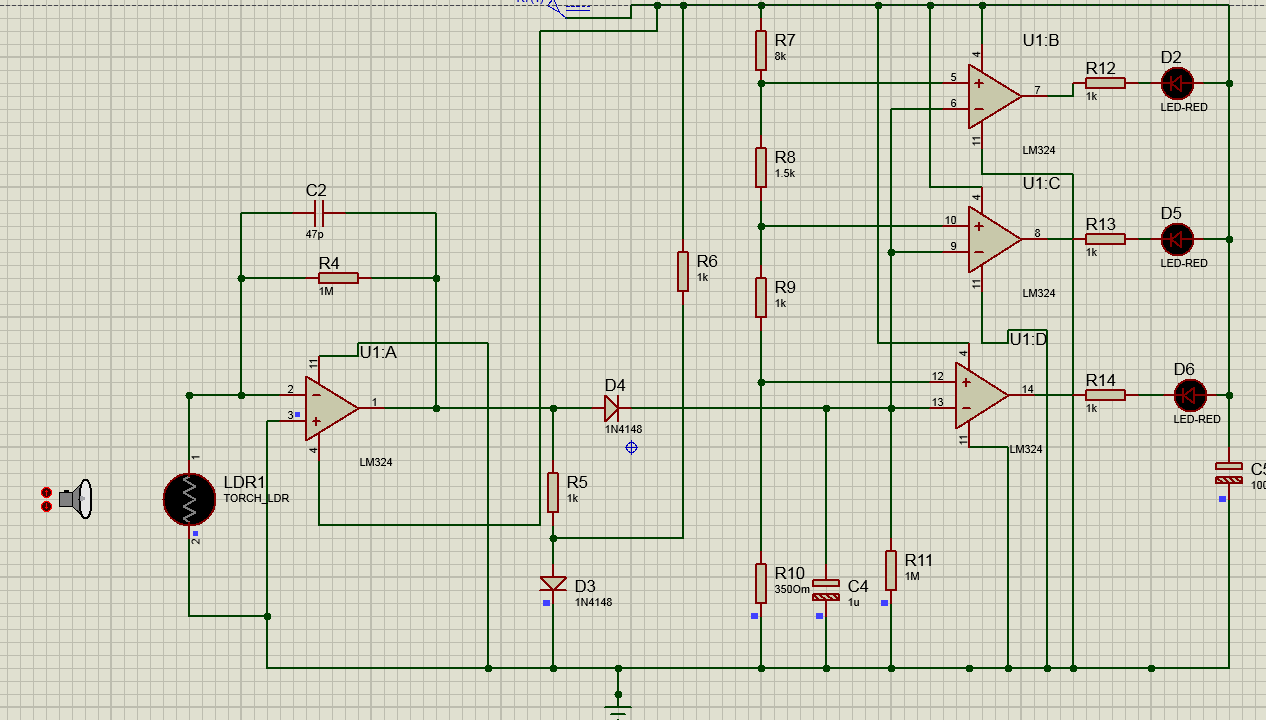 R7
8k
U1:B
4
5
6
7
11
LM324
R12
1k
D2
LED-RED
R8
1.5k
U1:C
4
10
9
8
11
LM324
R13
1k
D5
LED-RED
C2
47p
R4
1M
R6
1k
R9
1k
U1:A
11
2
3
1
4
LM324
D4
1N4148
U1:D
4
12
13
14
11
LM324
R14
1k
D6
LED-RED
1
LDR1
TORCH_LDR
2
R5
1k
D3
1N4148
R10
350Om
C4
1u
R11
1M
C5